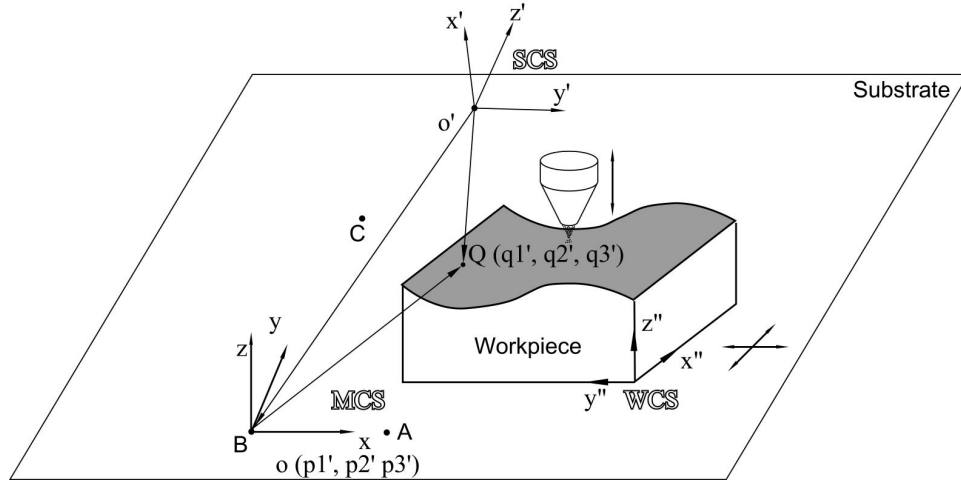 x'
z'
SCS
Substrate
y'
o'
C
Q (q1', q2', q3')
z"
y
z
Workpiece
x"
MCS
y"
WCS
B
x
A
o (p1', p2' p3')